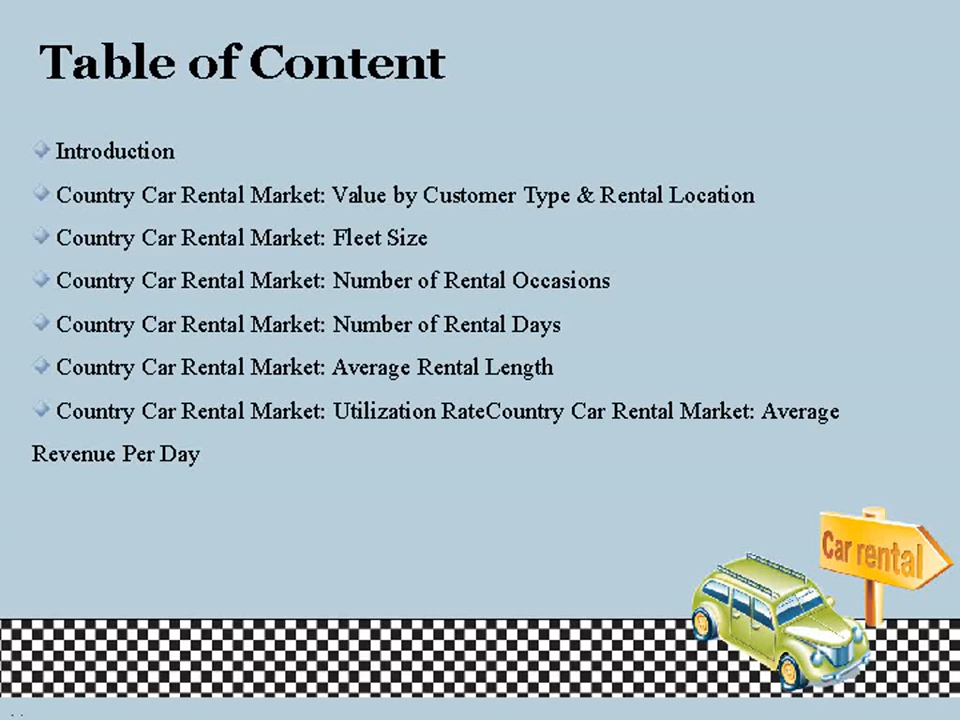 Table of Content
Introduction
Country Car Rental Market: Value by Customer Type & Rental Location
Country Car Rental Market: Fleet Size
Country Car Rental Market: Number of Rental Occasions
Country Car Rental Market: Number of Rental Days
Country Car Rental Market: Average Rental Length
Country Car Rental Market: Utilization RateCountry Car Rental Market: Average
Revenue Per Day
Car rental
. .